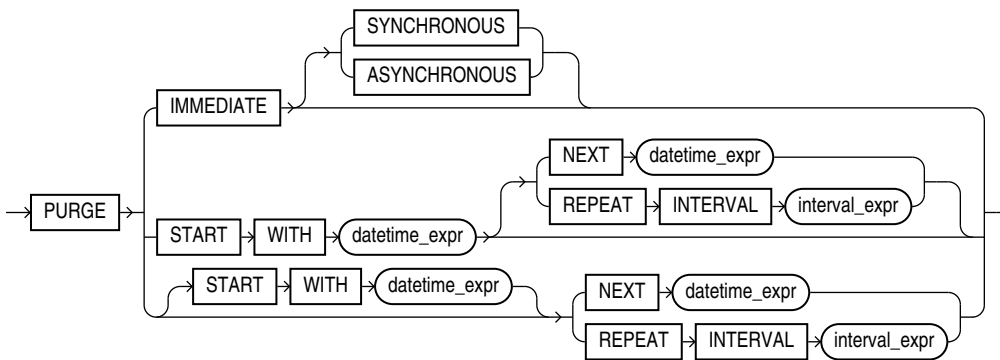 SYNCHRONOUS
ASYNCHRONOUS
IMMEDIATE
NEXT datetime_expr
REPEAT INTERVAL interval_expr
PURGE
START WITH datetime_expr
START WITH datetime_expr
NEXT datetime_expr
REPEAT INTERVAL interval_expr